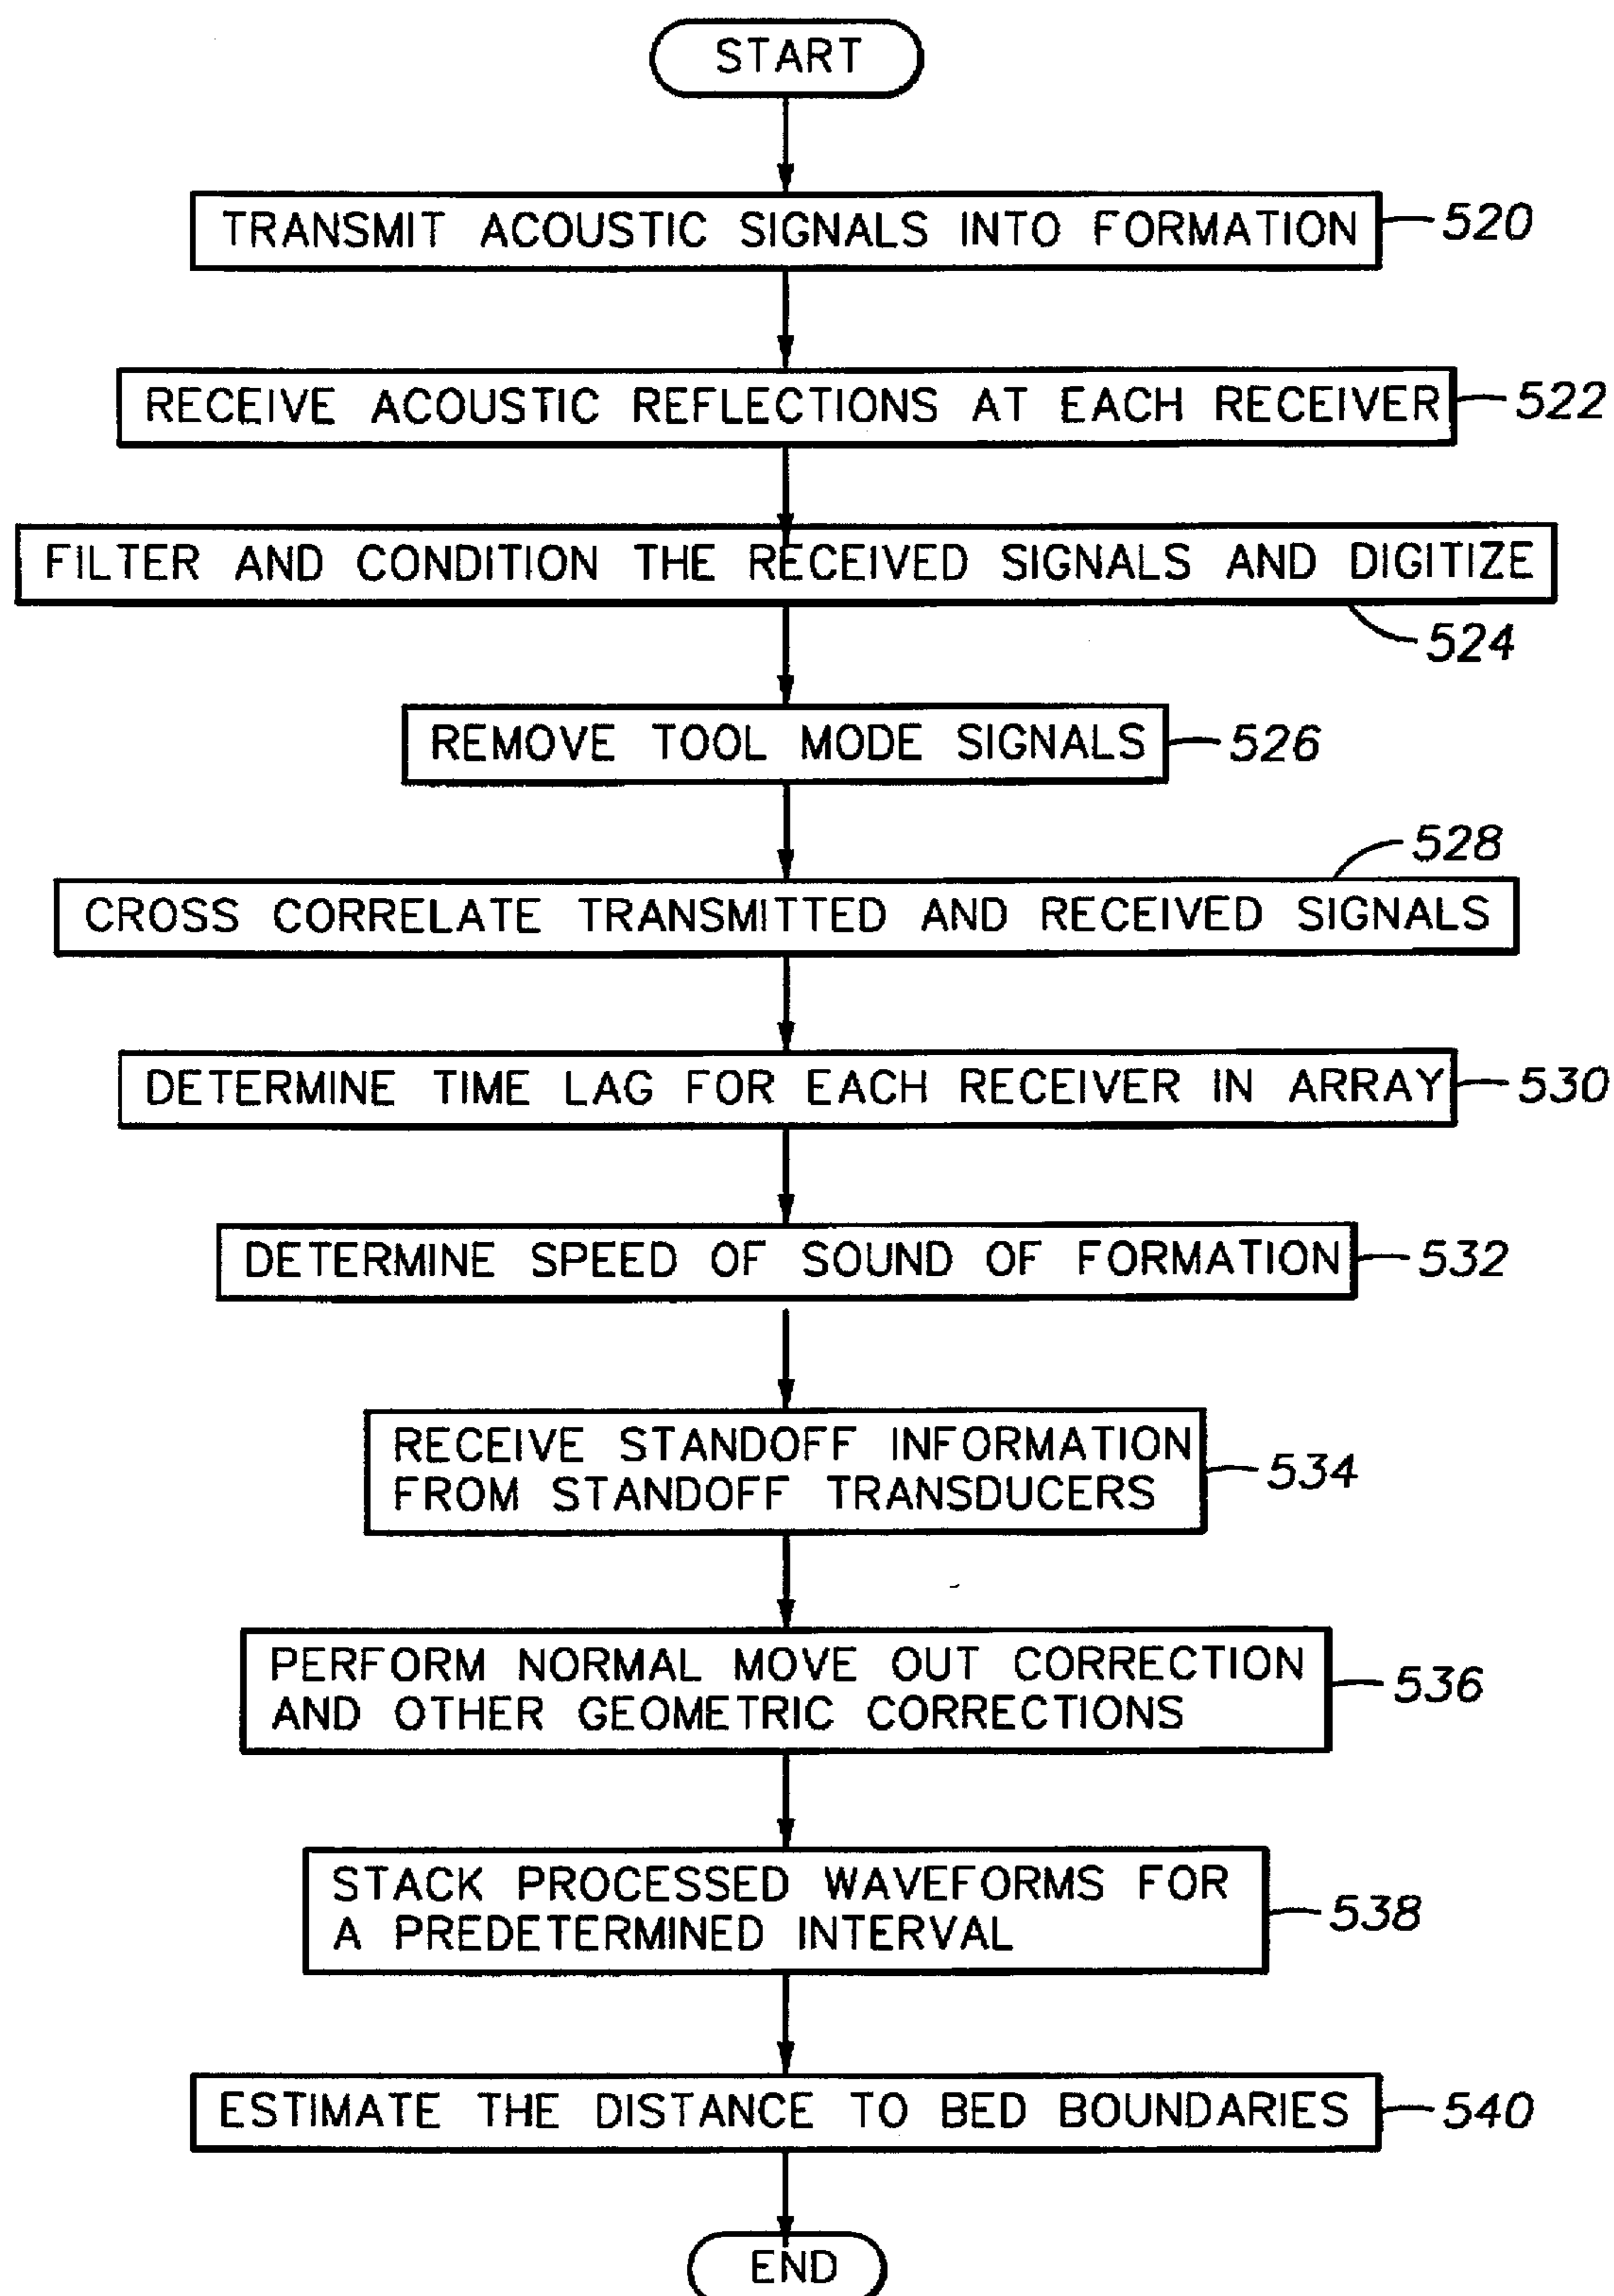 START
TRANSMIT ACOUSTIC SIGNALS INTO FORMATION
520
RECEIVE ACOUSTIC REFLECTIONS AT EACH RECEIVER
522
FILTER AND CONDITION THE RECEIVED SIGNALS AND DIGITIZE
524
REMOVE TOOL MODE SIGNALS
526
528
CROSS CORRELATE TRANSMITTED AND RECEIVED SIGNALS
DETERMINE TIME LAG FOR EACH RECEIVER IN ARRAY
530
DETERMINE SPEED OF SOUND OF FORMATION
532
RECEIVE STANDOFF INFORMATION
FROM STANDOFF TRANSDUCERS
534
PERFORM NORMAL MOVE OUT CORRECTION
AND OTHER GEOMETRIC CORRECTIONS
536
STACK PROCESSED WAVEFORMS FOR
A PREDETERMINED INTERVAL
538
ESTIMATE THE DISTANCE TO BED BOUNDARIES
540
END